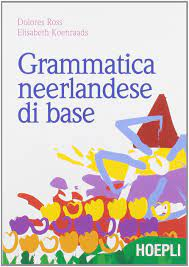 Dolores Ross
Elisabeth Koenraads
Grammatica
neerlandese
di base
HOEPLI